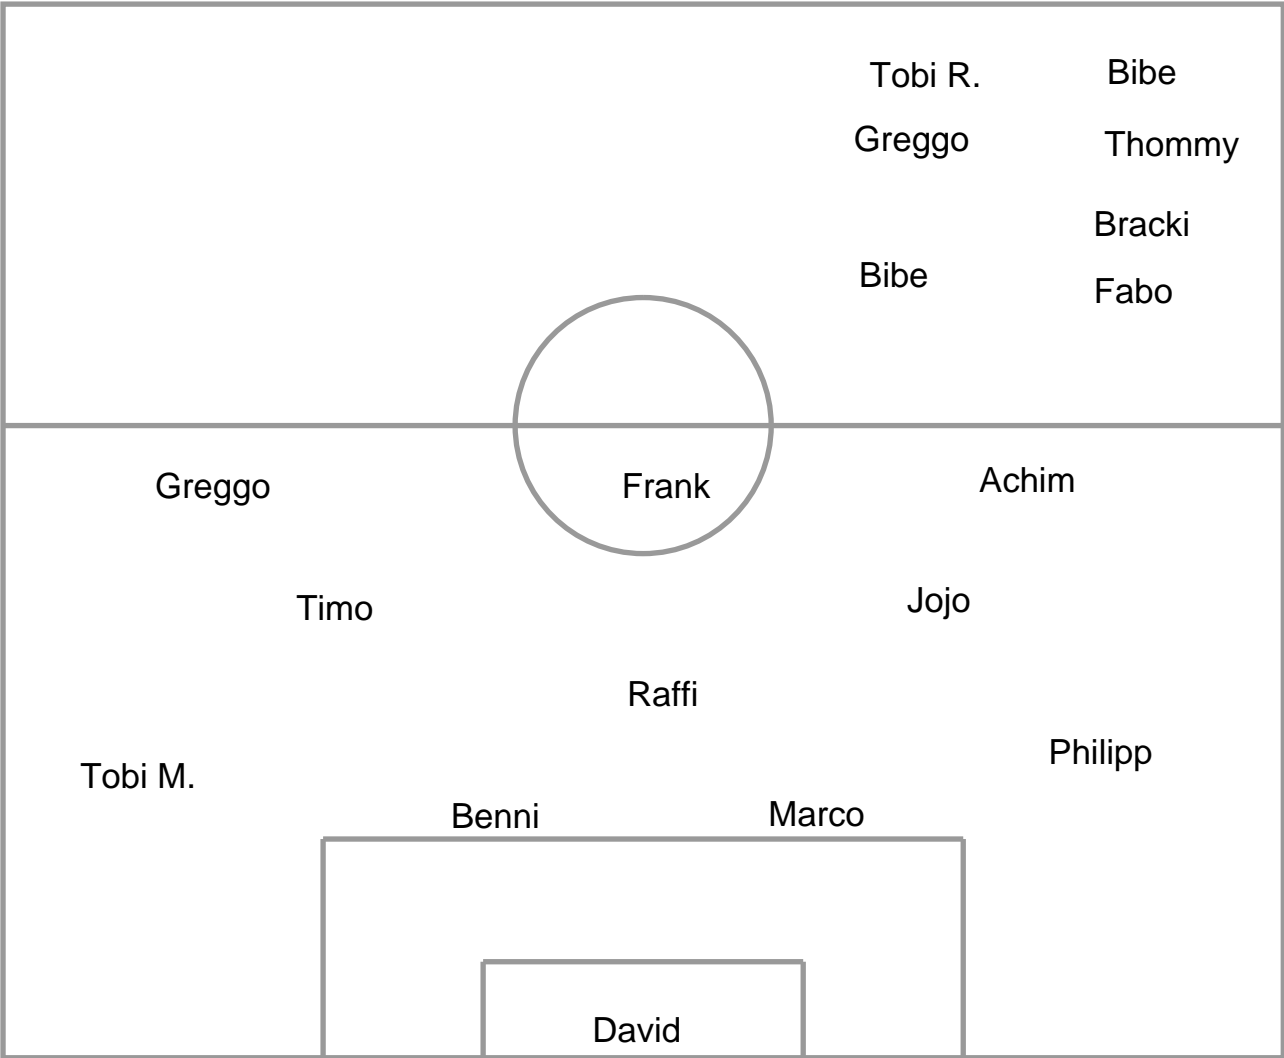 Tobi R.
Bibe
Greggo
Thommy
Bracki
Bibe
Fabo
Greggo
Frank
Achim
Timo
Jojo
Raffi
Tobi M.
Philipp
Benni
Marco
David